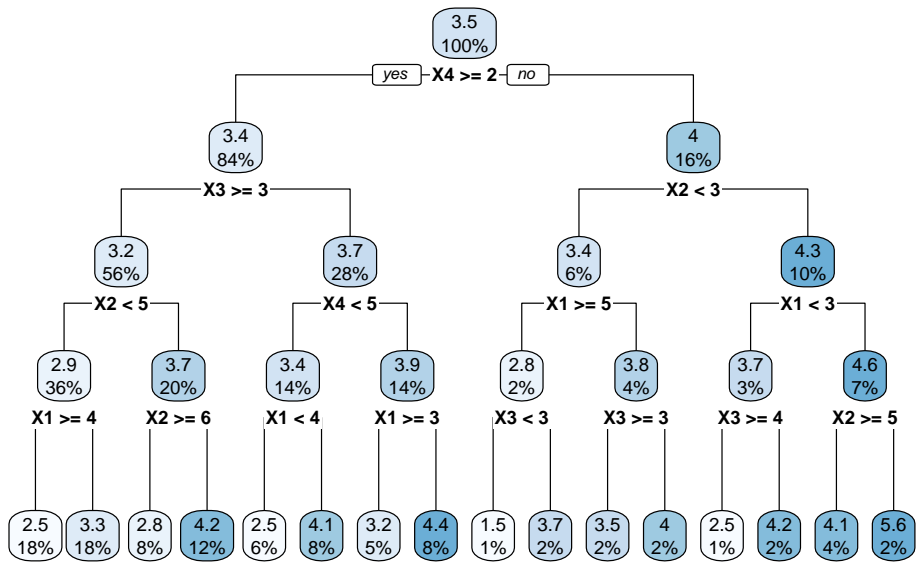 3.5
100%
yes X4 >= 2 no
3.4 4
84% 16%
X3 >= 3 X2 < 3
3.2 3.7 3.4 4.3
56% 28% 6% 10%
X2 < 5 X4 < 5 X1 >= 5 X1 < 3
2.9 3.7 3.4 3.9 2.8 3.8 3.7 4.6
36% 20% 14% 14% 2% 4% 3% 7%
X1 >= 4 X2 >= 6 X1 < 4 X1 >= 3 X3 < 3 X3 >= 3 X3 >= 4 X2 >= 5
2.5 3.3 2.8 4.2 2.5 4.1 3.2 4.4 1.5 3.7 3.5 4 2.5 4.2 4.1 5.6
18% 18% 8% 12% 6% 8% 5% 8% 1% 2% 2% 2% 1% 2% 4% 2%